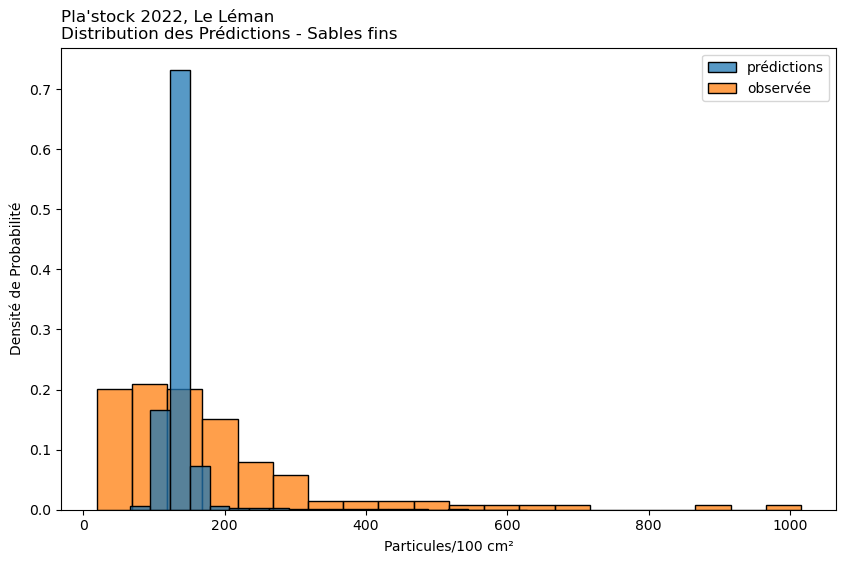 Pla'stock 2022, Le Léman
Distribution des Prédictions - Sables fins
prédictions
observée
Densité de Probabilité
0.7
0.6
0.5
0.4
0.3
0.2
0.1
0.0
0
200
400
600
800
1000
Particules/100 cm²